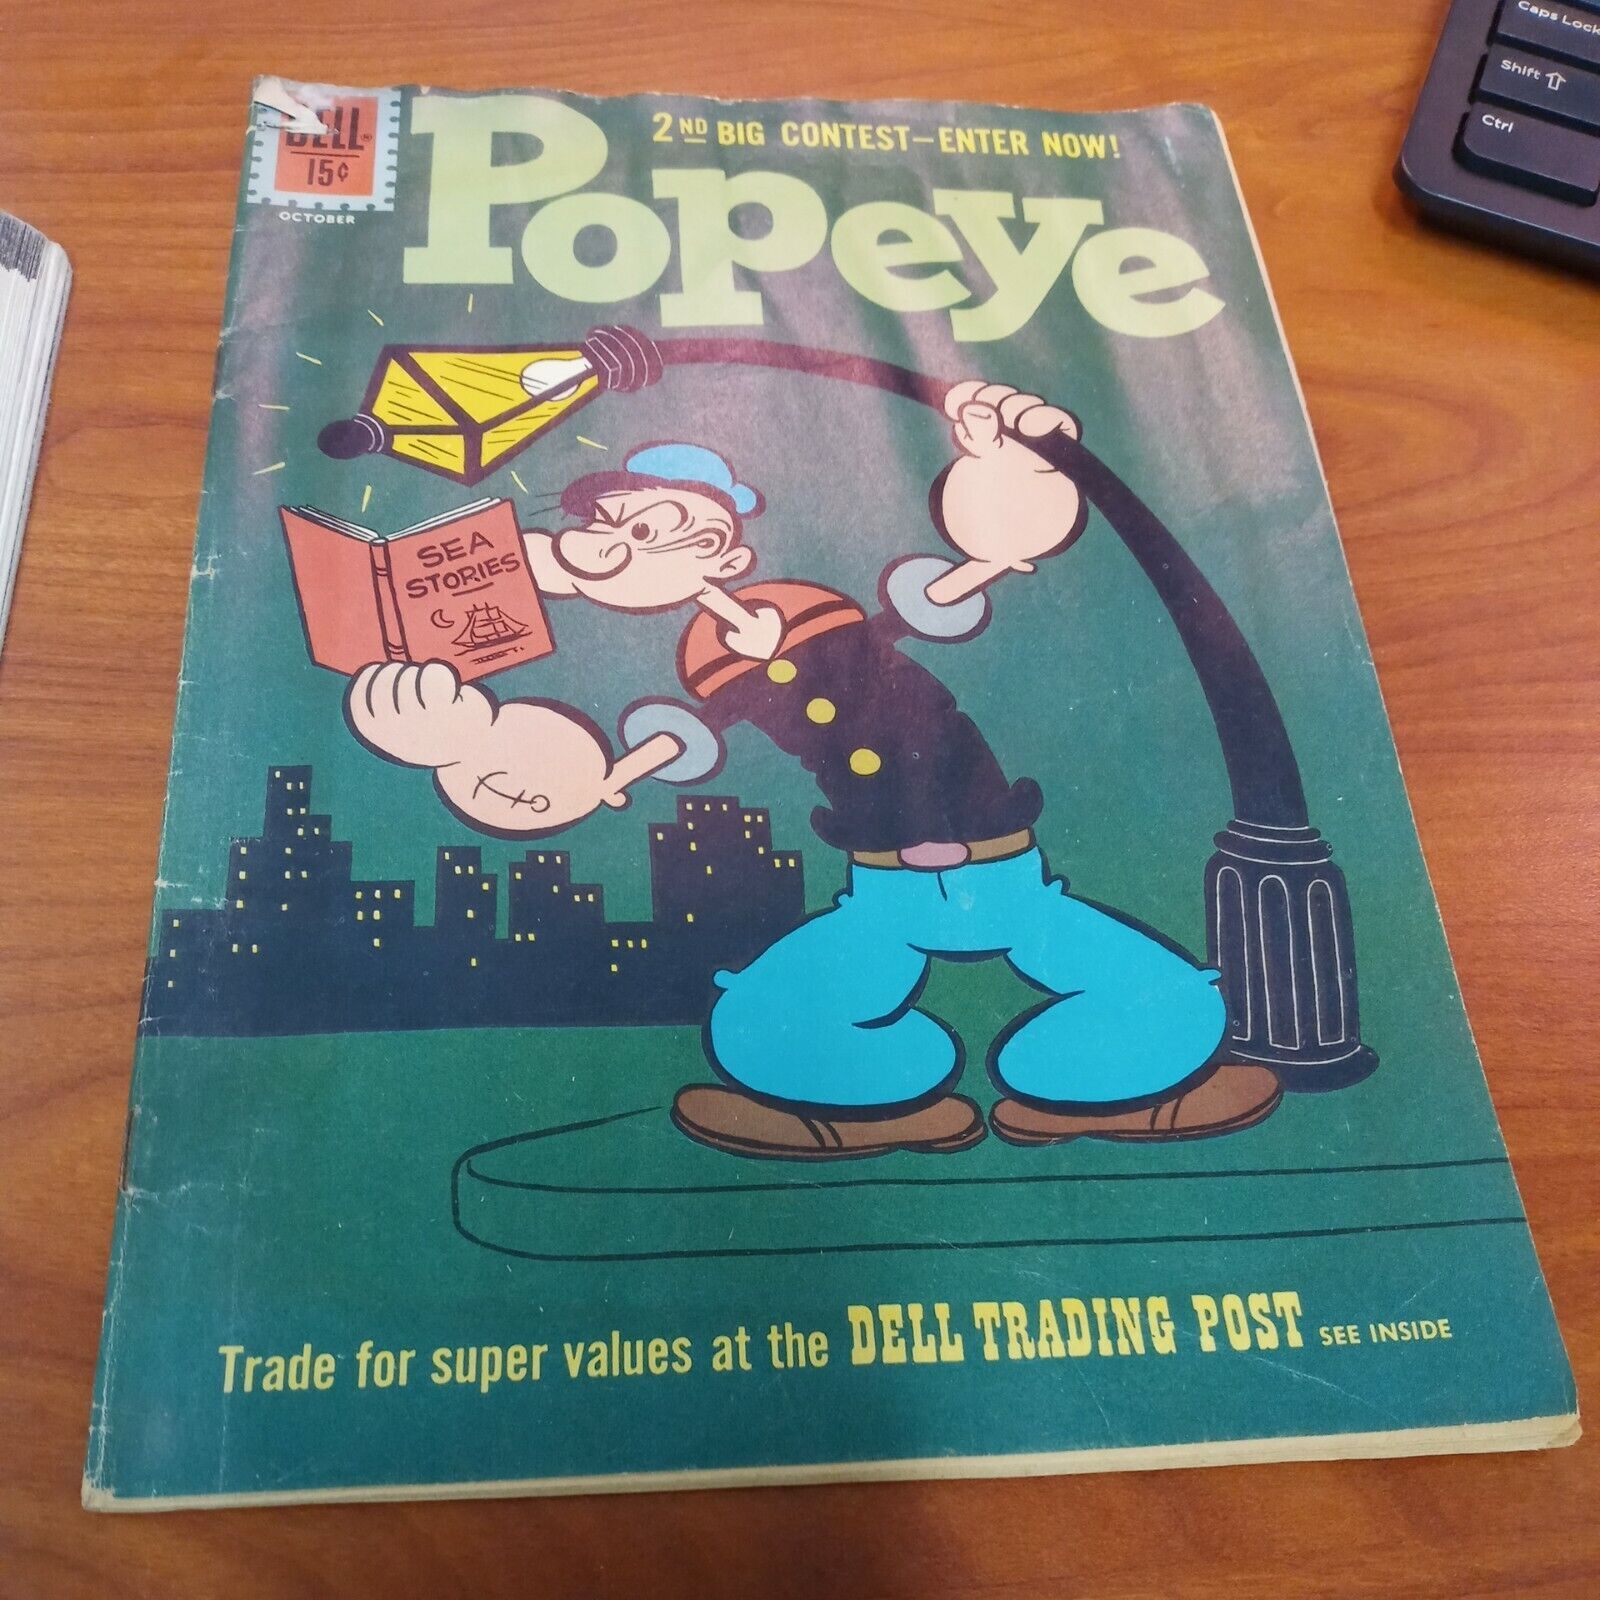 DELL
15¢
OCTOBER
2ND BIG CONTEST—ENTER NOW!
Popeye
SEA
STORIES
Trade for super values at the DELL TRADING POST SEE INSIDE
Caps Lock
Shift ⇧
Ctrl